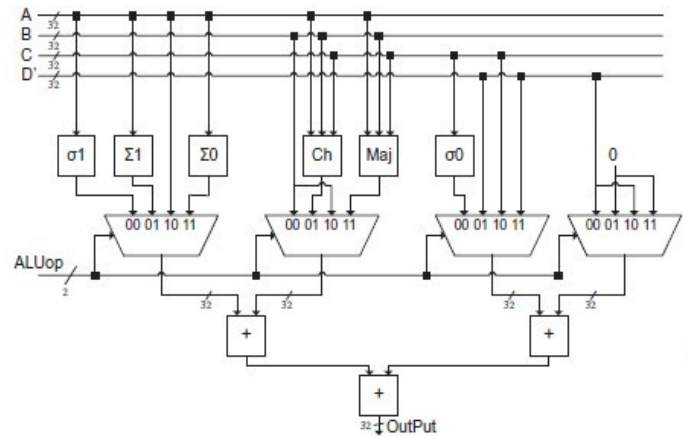 A 32
B 32
C 32
D' 32
σ1 Σ1 Σ0 Ch Maj σ0 0
00 01 10 11 00 01 10 11 00 01 10 11 00 01 10 11
ALUop 2
32 32 32 32
+ +
+
32 OutPut